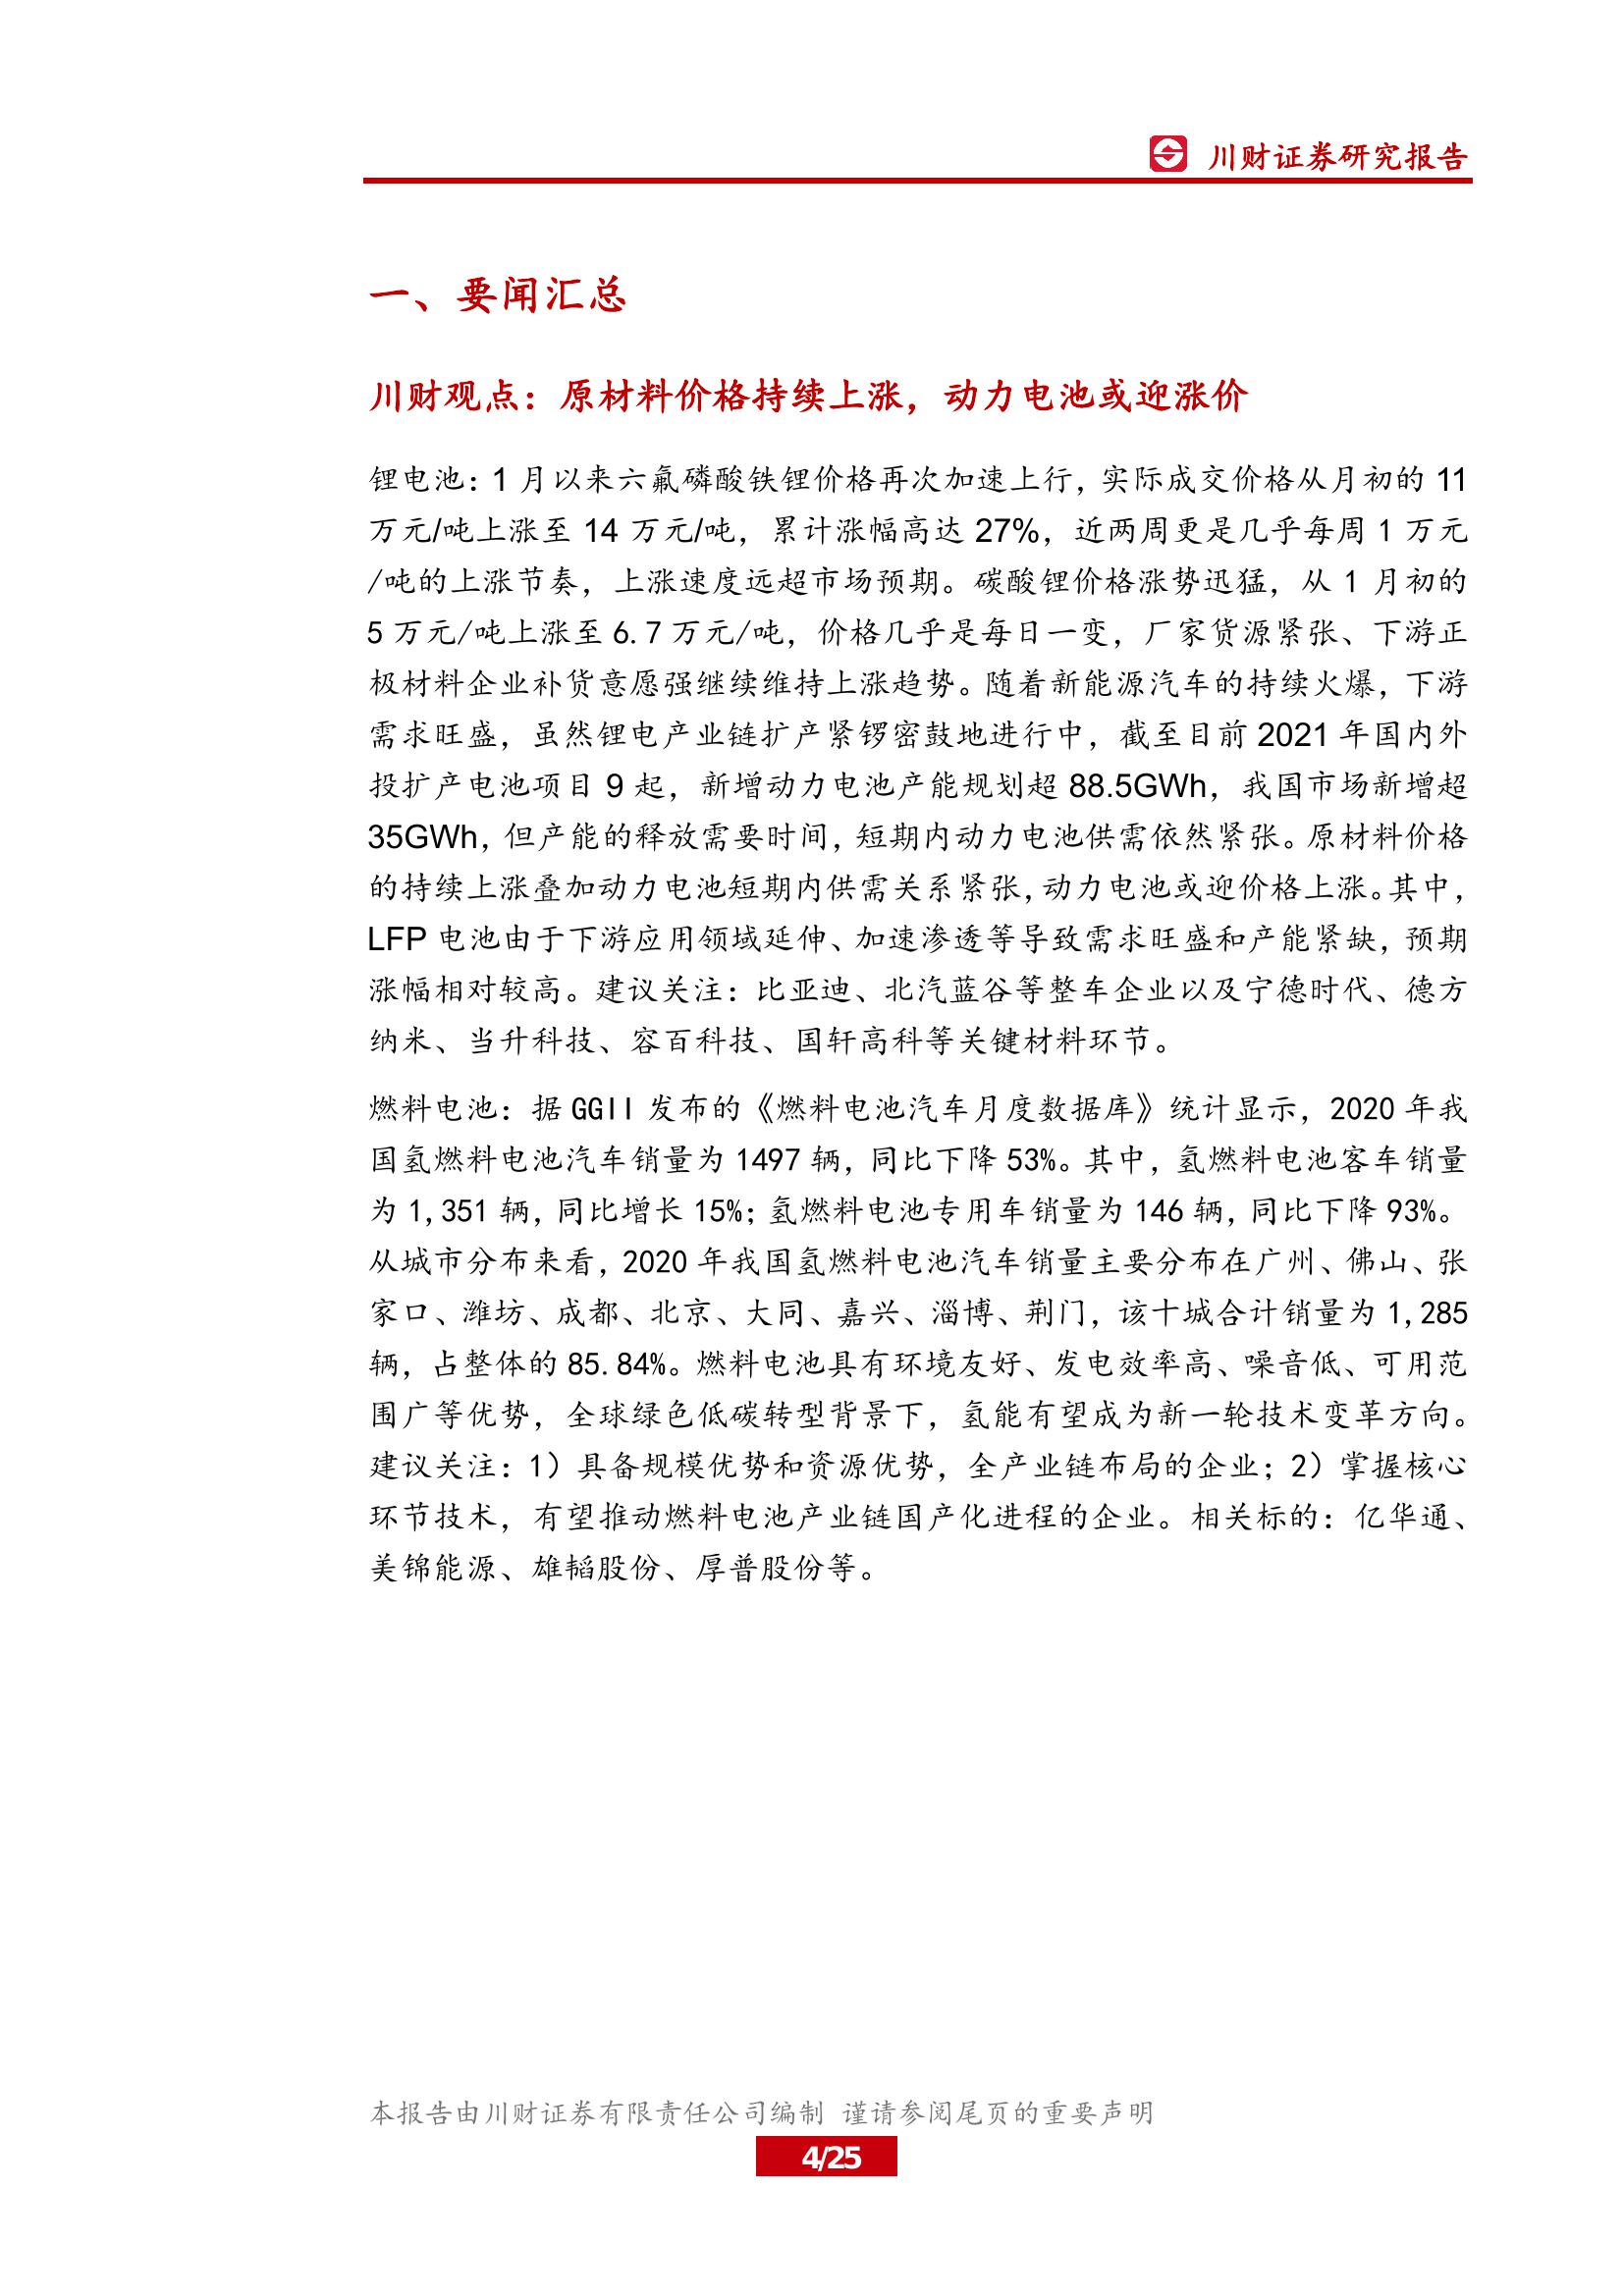 川财证券研究报告
一、要闻汇总
川财观点：原材料价格持续上涨，动力电池或迎涨价
锂电池：1 月以来六氟磷酸铁锂价格再次加速上行，实际成交价格从月初的 11
万元/吨上涨至 14 万元/吨，累计涨幅高达 27%，近两周更是几乎每周 1 万元
/吨的上涨节奏，上涨速度远超市场预期。碳酸锂价格涨势迅猛，从 1 月初的
5 万元/吨上涨至 6.7 万元/吨，价格几乎是每日一变，厂家货源紧张、下游正
极材料企业补货意愿强继续维持上涨趋势。随着新能源汽车的持续火爆，下游
需求旺盛，虽然锂电产业链扩产紧锣密鼓地进行中，截至目前 2021 年国内外
投扩产电池项目 9 起，新增动力电池产能规划超 88.5GWh，我国市场新增超
35GWh，但产能的释放需要时间，短期内动力电池供需依然紧张。原材料价格
的持续上涨叠加动力电池短期内供需关系紧张，动力电池或迎价格上涨。其中，
LFP 电池由于下游应用领域延伸、加速渗透等导致需求旺盛和产能紧缺，预期
涨幅相对较高。建议关注：比亚迪、北汽蓝谷等整车企业以及宁德时代、德方
纳米、当升科技、容百科技、国轩高科等关键材料环节。
燃料电池：据 GGII 发布的《燃料电池汽车月度数据库》统计显示，2020 年我
国氢燃料电池汽车销量为 1497 辆，同比下降 53%。其中，氢燃料电池客车销量
为 1,351 辆，同比增长 15%；氢燃料电池专用车销量为 146 辆，同比下降 93%。
从城市分布来看，2020 年我国氢燃料电池汽车销量主要分布在广州、佛山、张
家口、潍坊、成都、北京、大同、嘉兴、淄博、荆门，该十城合计销量为 1,285
辆，占整体的 85.84%。燃料电池具有环境友好、发电效率高、噪音低、可用范
围广等优势，全球绿色低碳转型背景下，氢能有望成为新一轮技术变革方向。
建议关注：1）具备规模优势和资源优势，全产业链布局的企业；2）掌握核心
环节技术，有望推动燃料电池产业链国产化进程的企业。相关标的：亿华通、
美锦能源、雄韬股份、厚普股份等。
本报告由川财证券有限责任公司编制 谨请参阅尾页的重要声明
4/25